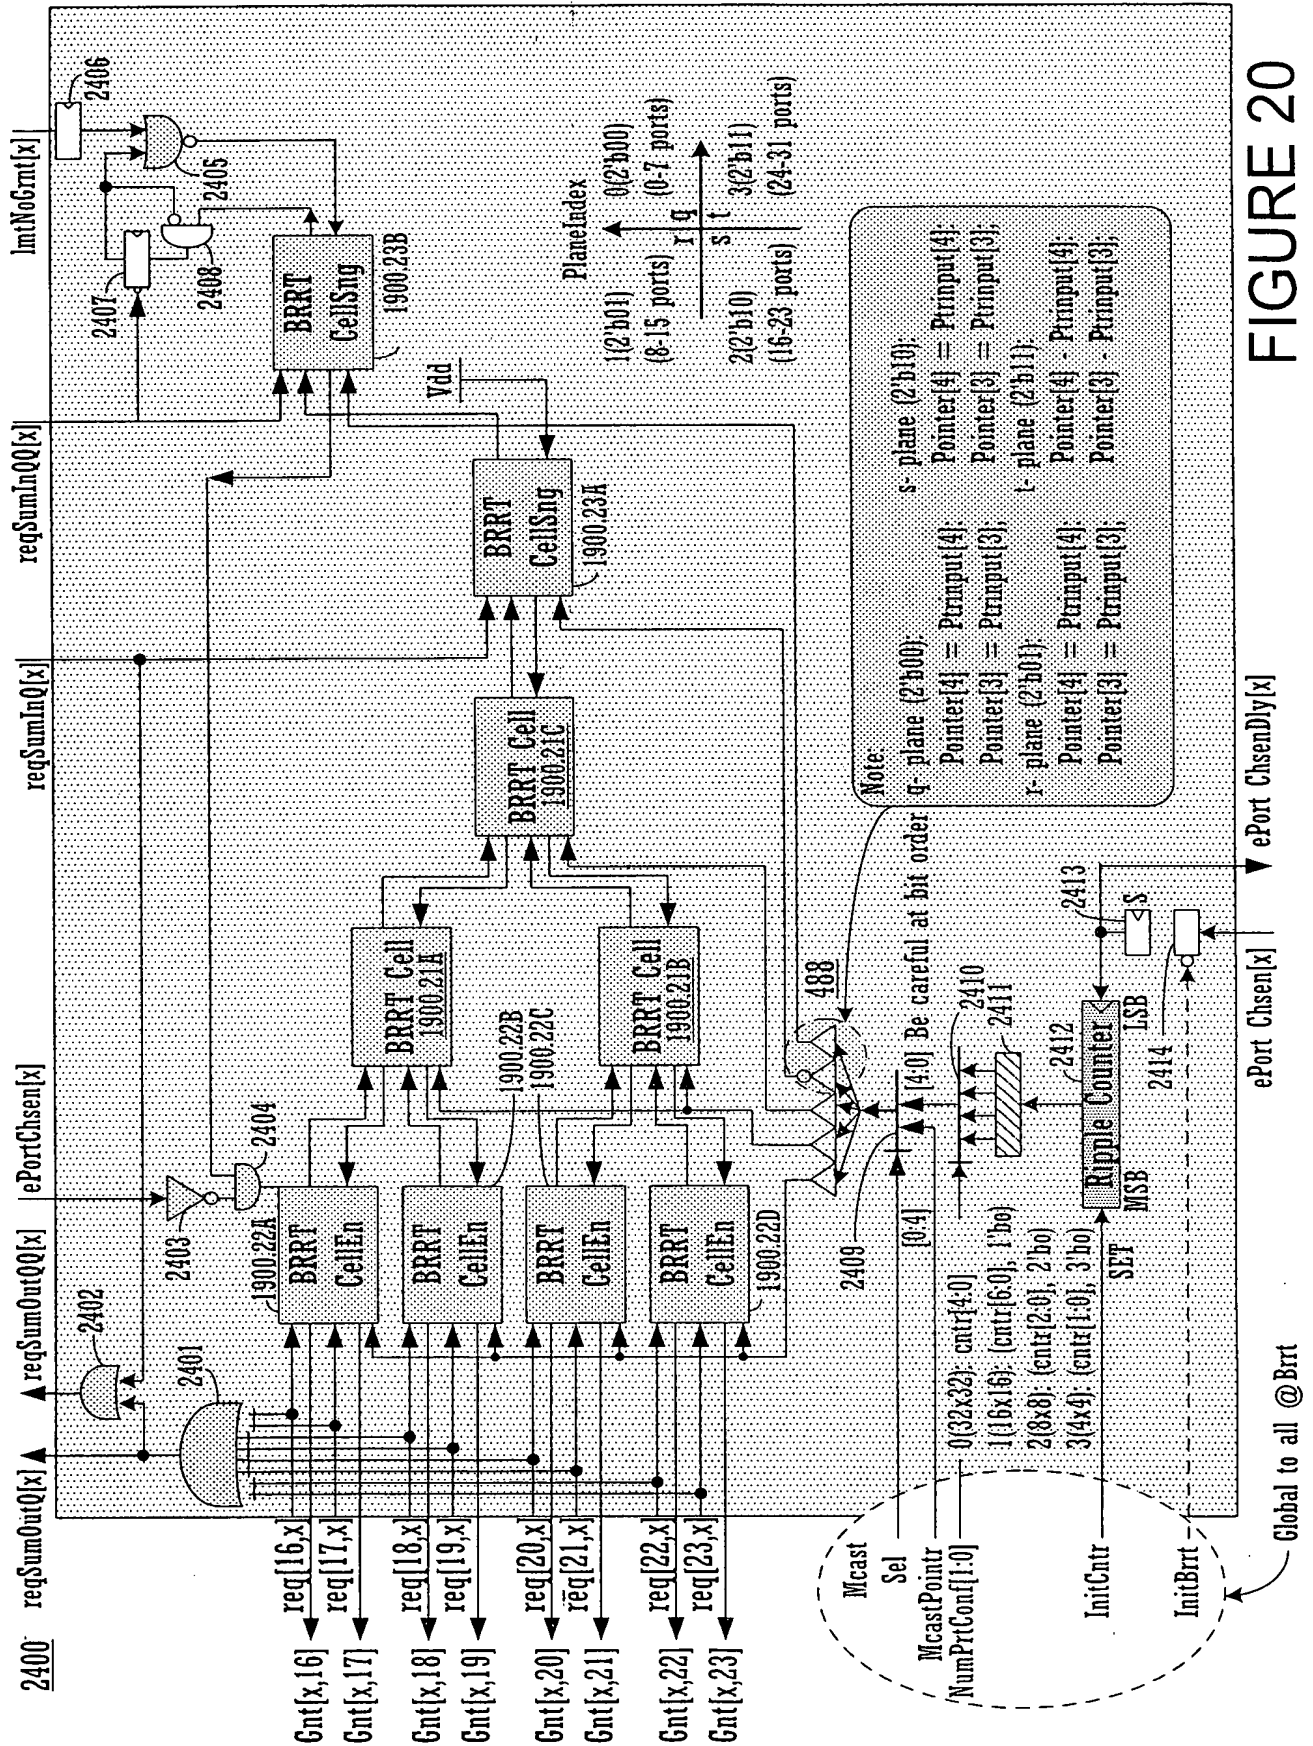 2400
reqSumOutQ[x]
reqSumOutQQ[x]
ePortChsen[x]
reqSumInQ[x]
reqSumInQQ[x]
ImtNoGrnt[x]
2401
2402
2403
2404
2405
2406
2407
2408
req[16,x]
Gnt[x,16]
req[17,x]
Gnt[x,17]
req[18,x]
Gnt[x,18]
req[19,x]
Gnt[x,19]
req[20,x]
Gnt[x,20]
req[21,x]
Gnt[x,21]
req[22,x]
Gnt[x,22]
req[23,x]
Gnt[x,23]
1900.22A
BRRT
CellEn
BRRT
CellEn
1900.22B
1900.22C
BRRT
CellEn
BRRT
CellEn
1900.22D
BRRT Cell
1900.21A
BRRT Cell
1900.21B
BRRT Cell
1900.21C
BRRT
CellSng
1900.23A
BRRT
CellSng
1900.23B
Vdd
PlaneIndex
1(2'b01)
(8-15 ports)
0(2'b00)
(0-7 ports)
r
q
s
t
2(2'b10)
(16-23 ports)
3(2'b11)
(24-31 ports)
488
Note:
q- plane (2'b00):
Pointer[4] = Ptrinput[4]
Pointer[3] = Ptrinput[3];
r- plane (2'b01):
Pointer[4] = Ptrinput[4]
Pointer[3] = Ptrinput[3];
s- plane (2'b10):
Pointer[4] = Ptrinput[4];
Pointer[3] = Ptrinput[3];
t- plane (2'b11):
Pointer[4] - Ptrinput[4];
Pointer[3] - Ptrinput[3];
2409
[0:4]
[4:0] Be careful at bit order
2410
2411
2412
2413
2414
Mcast
Sel
McastPointr
NumPrtConf[1:0]
0(32x32): cntr[4:0]
1(16x16): (cntr[6:0], 1'bo)
2(8x8): (cntr[2:0], 2'bo)
3(4x4): (cntr[1:0], 3'bo)
InitCntr
SET
MSB
Ripple Counter
LSB
S
InitBrrt
ePort Chsen[x]
ePort ChsenDly[x]
Global to all @Brrt
FIGURE 20